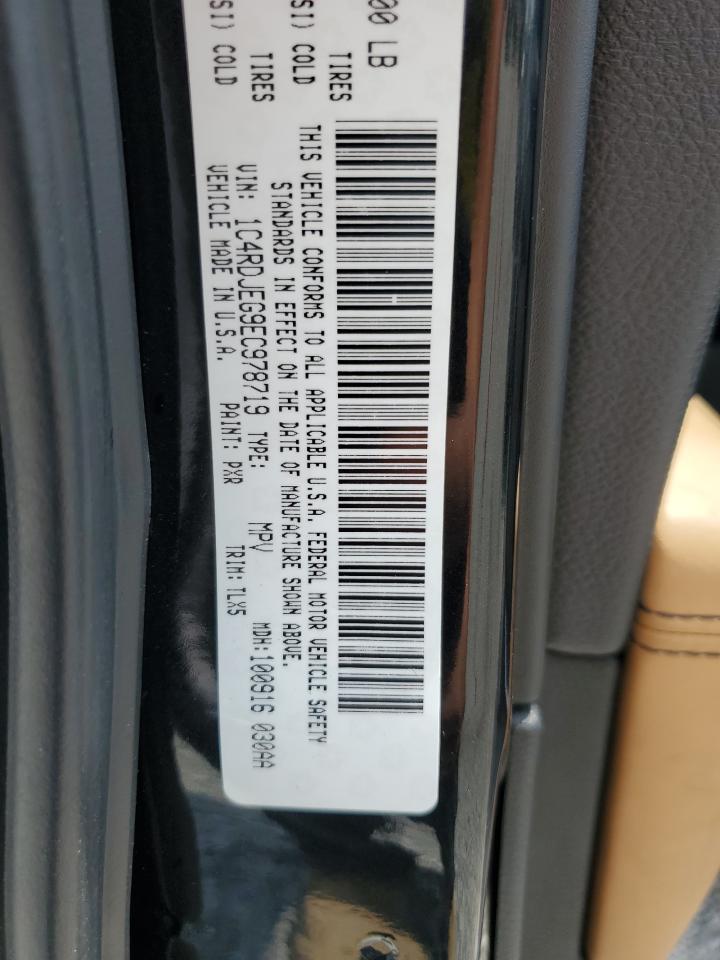 00 LB
TIRES
SI) COLD
TIRES
SI) COLD
THIS VEHICLE CONFORMS TO ALL APPLICABLE U.S.A. FEDERAL MOTOR VEHICLE SAFETY
STANDARDS IN EFFECT ON THE DATE OF MANUFACTURE SHOWN ABOVE.
VIN: 1C4RDJEG9EC978719 TYPE: MPV MDH:100916 030AA
VEHICLE MADE IN U.S.A. PAINT: PXR TRIM: TLX5